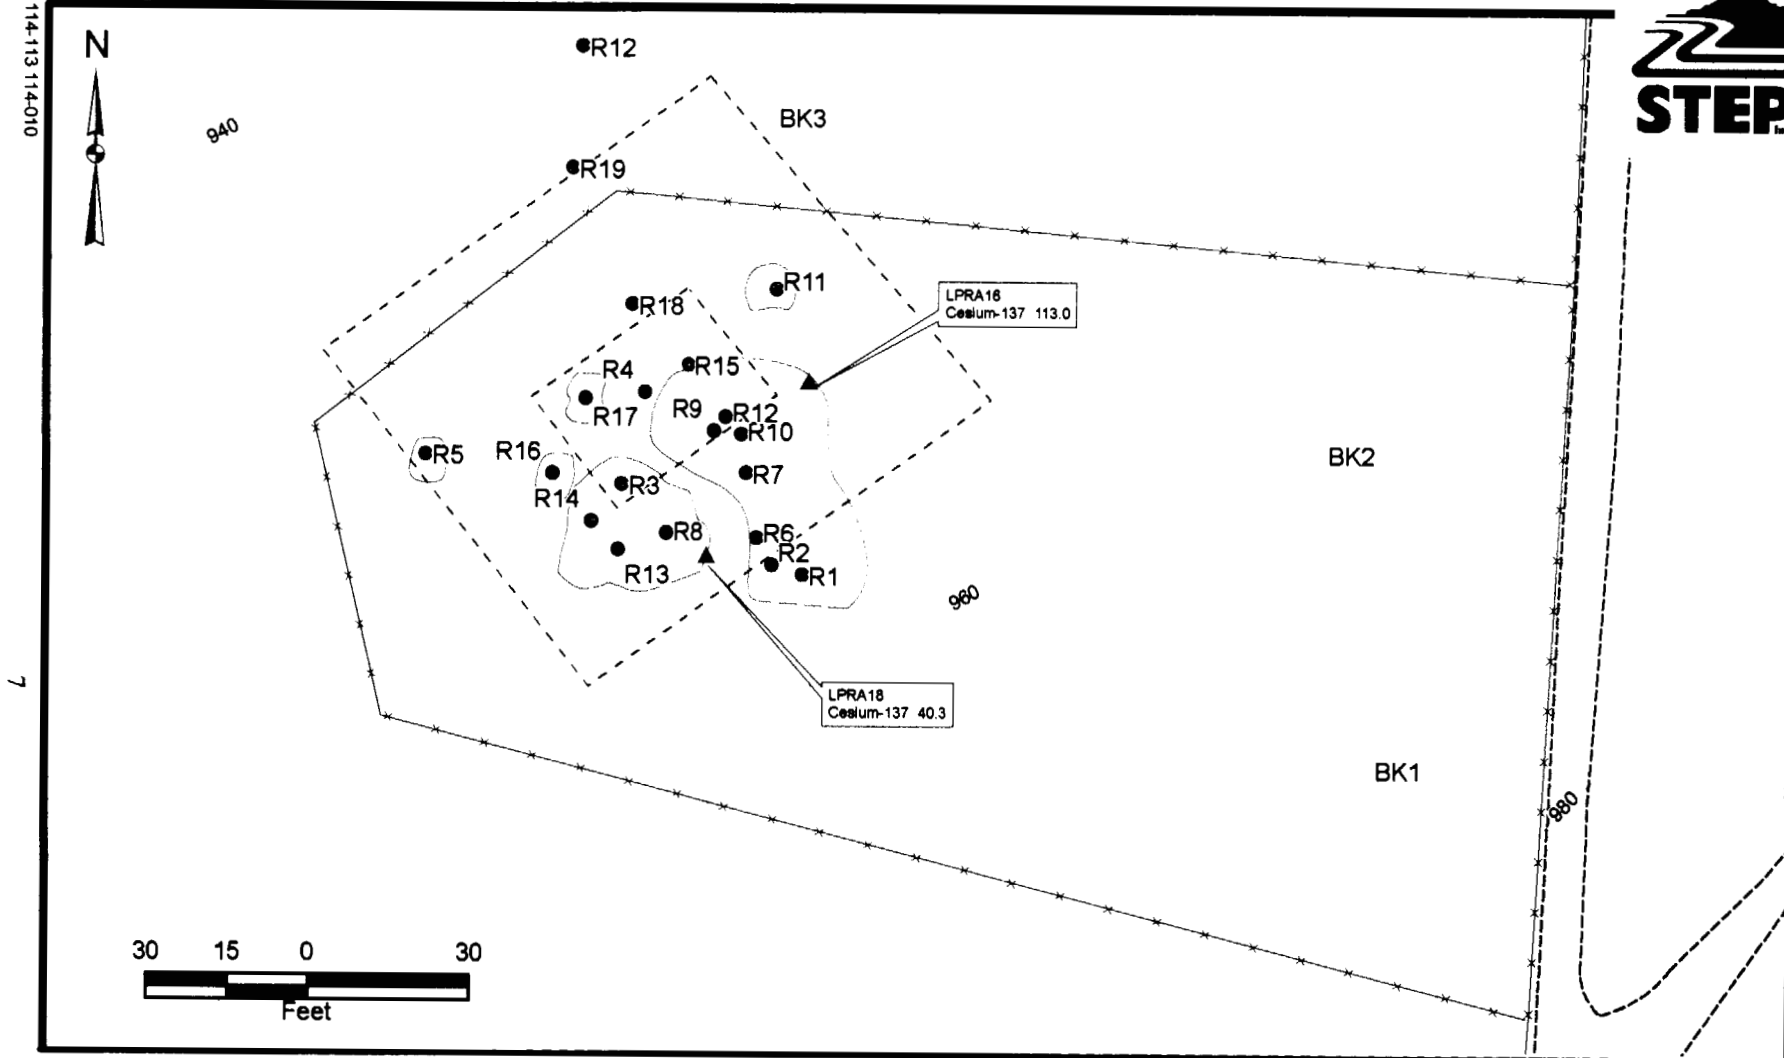 114-113 114-010
N
STEP
R12
BK3
940
R19
R11
LPRA16
Cesium-137 113.0
R18
R15
R4
R17
R9
R12
R10
BK2
R5
R16
R7
R3
R14
R8
R6
R2
R13
R1
960
7
LPRA18
Cesium-137 40.3
BK1
980
30 15 0 30
Feet